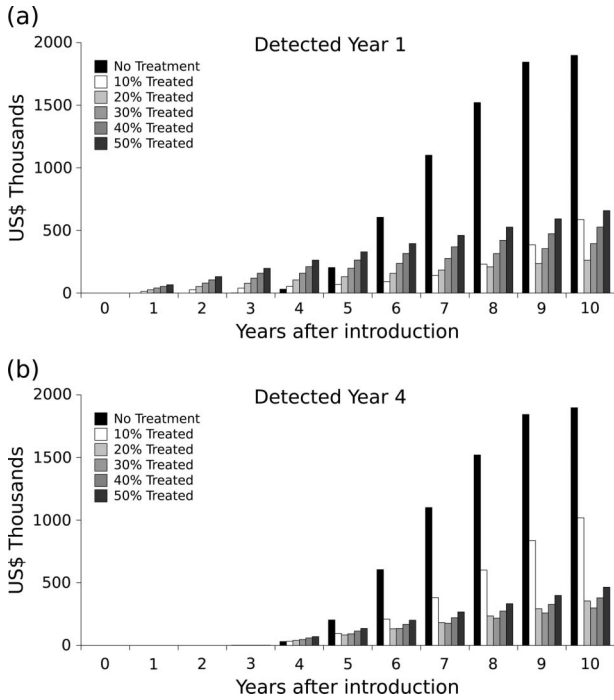 (a)
Detected Year 1
No Treatment
10% Treated
20% Treated
30% Treated
40% Treated
50% Treated
US$ Thousands
2000
1500
1000
500
0
0 1 2 3 4 5 6 7 8 9 10
Years after introduction
(b)
Detected Year 4
No Treatment
10% Treated
20% Treated
30% Treated
40% Treated
50% Treated
US$ Thousands
2000
1500
1000
500
0
0 1 2 3 4 5 6 7 8 9 10
Years after introduction